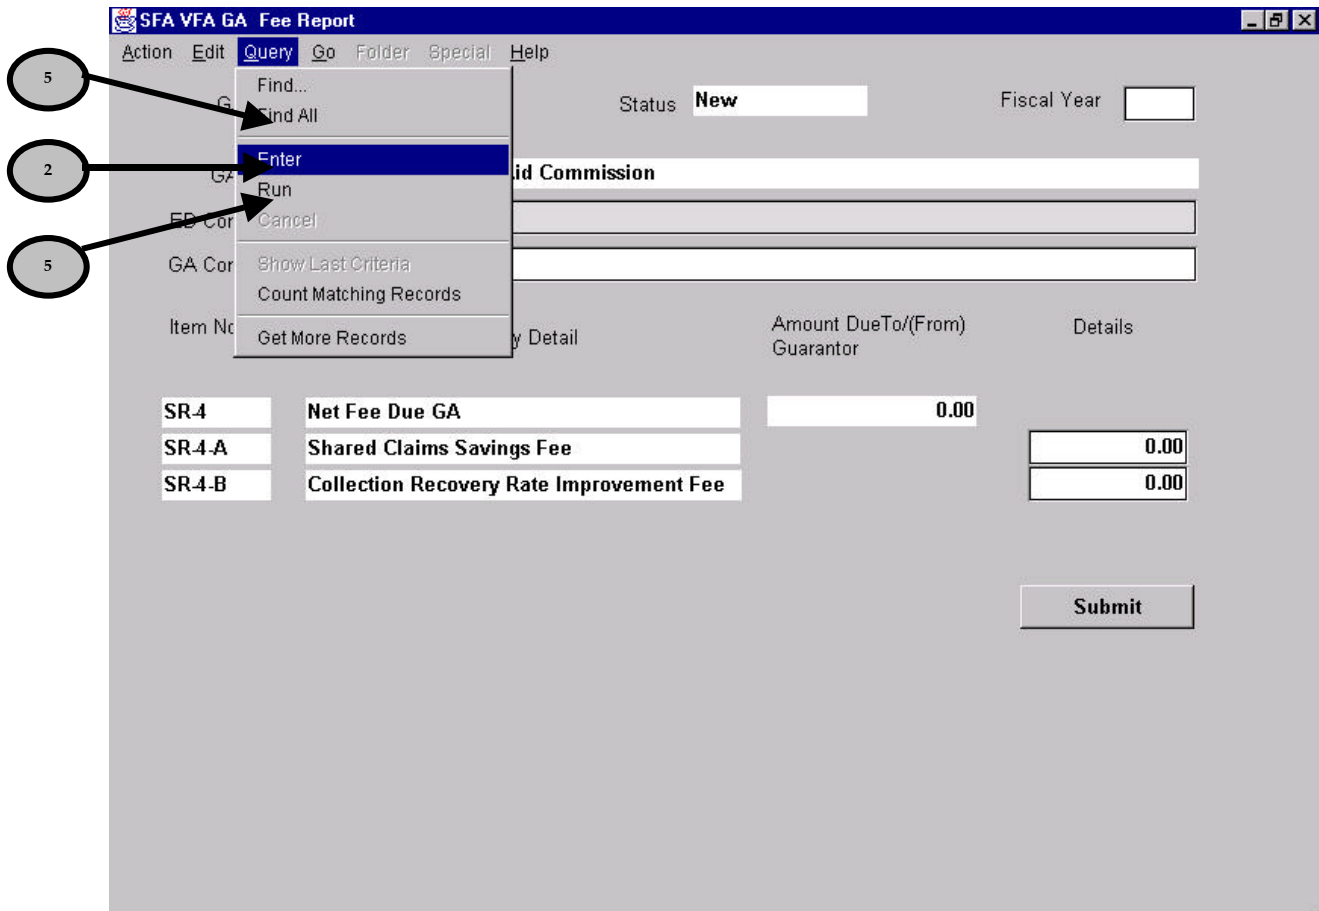 SFA VFA GA Fee Report
Action Edit Query Go Folder Special Help
5
Find...
G Status New Fiscal Year
Find All
2
Enter
GA id Commission
Run
ED Cor Cancel
5
GA Cor Show Last Criteria
Count Matching Records
Item No y Detail Amount DueTo/(From) Guarantor Details
Get More Records
SR-4 Net Fee Due GA 0.00
SR-4-A Shared Claims Savings Fee 0.00
SR-4-B Collection Recovery Rate Improvement Fee 0.00
Submit